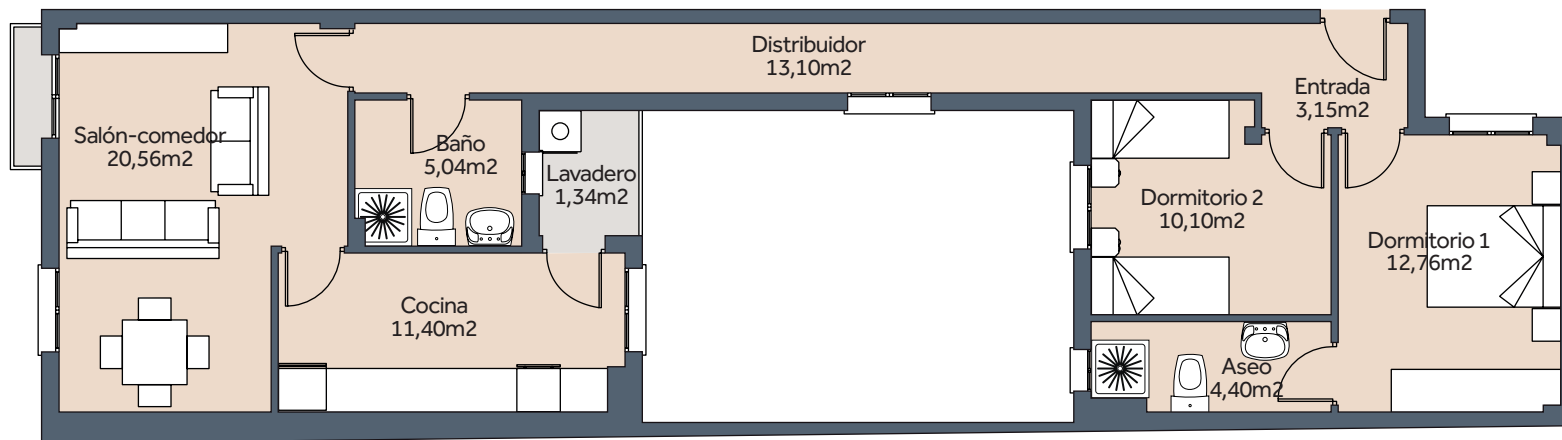 Distribuidor
13,10m2
Entrada
3,15m2
Salón-comedor
20,56m2
Baño
5,04m2
Lavadero
1,34m2
Dormitorio 2
10,10m2
Dormitorio 1
12,76m2
Cocina
11,40m2
Aseo
4,40m2